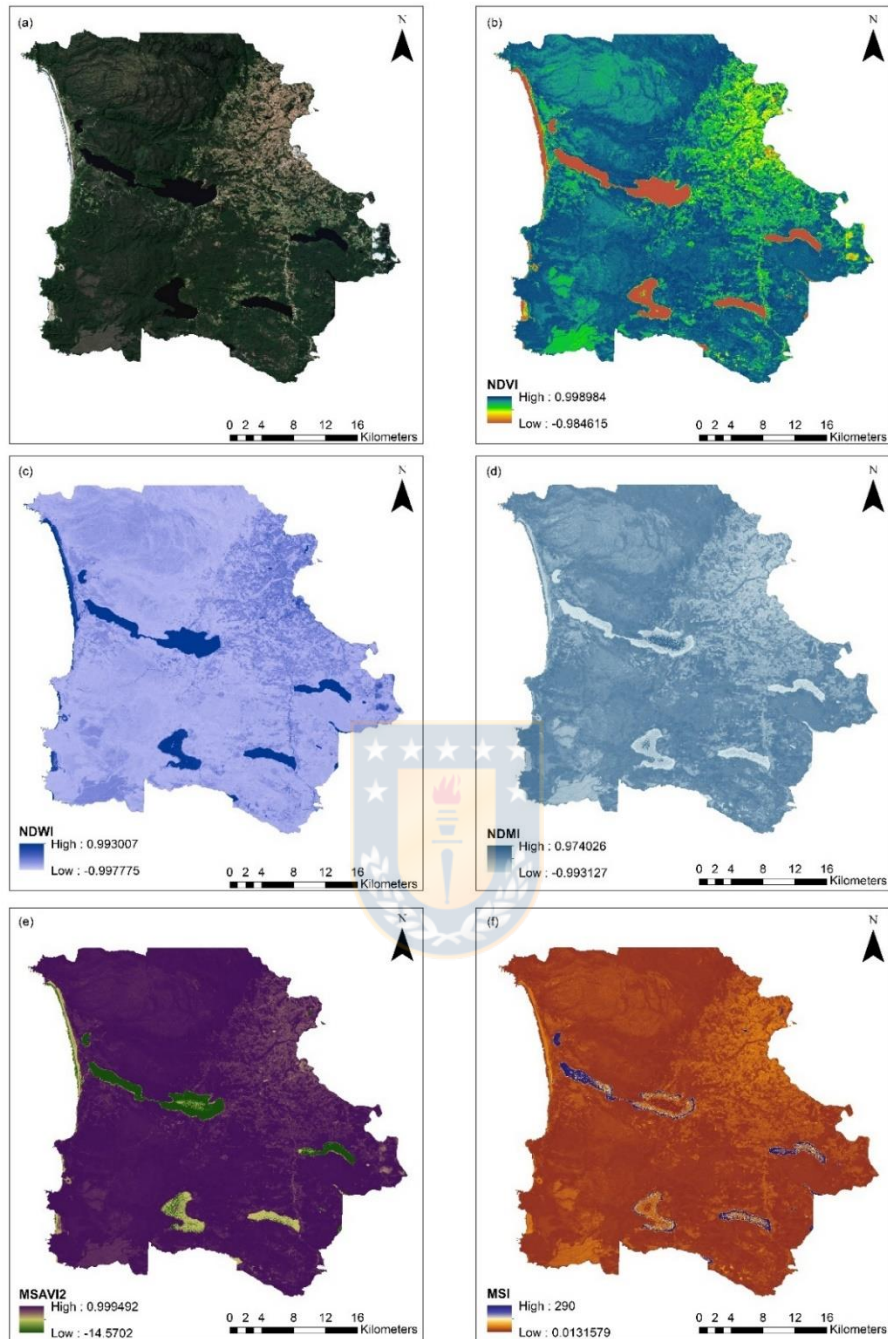 (a)
N
0 2 4 8 12 16
Kilometers
(b)
N
NDVI
High : 0.998984
Low : -0.984615
0 2 4 8 12 16
Kilometers
(c)
N
NDWI
High : 0.993007
Low : -0.997775
0 2 4 8 12 16
Kilometers
(d)
N
NDMI
High : 0.974026
Low : -0.993127
0 2 4 8 12 16
Kilometers
(e)
N
MSAVI2
High : 0.999492
Low : -14.5702
0 2 4 8 12 16
Kilometers
(f)
N
MSI
High : 290
Low : 0.0131579
0 2 4 8 12 16
Kilometers